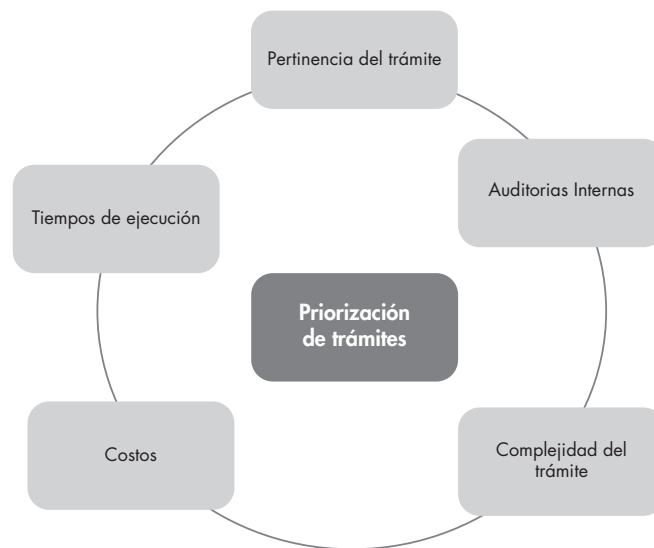 Pertinencia del trámite
Auditorias Internas
Tiempos de ejecución
Priorización
de trámites
Costos
Complejidad del
trámite